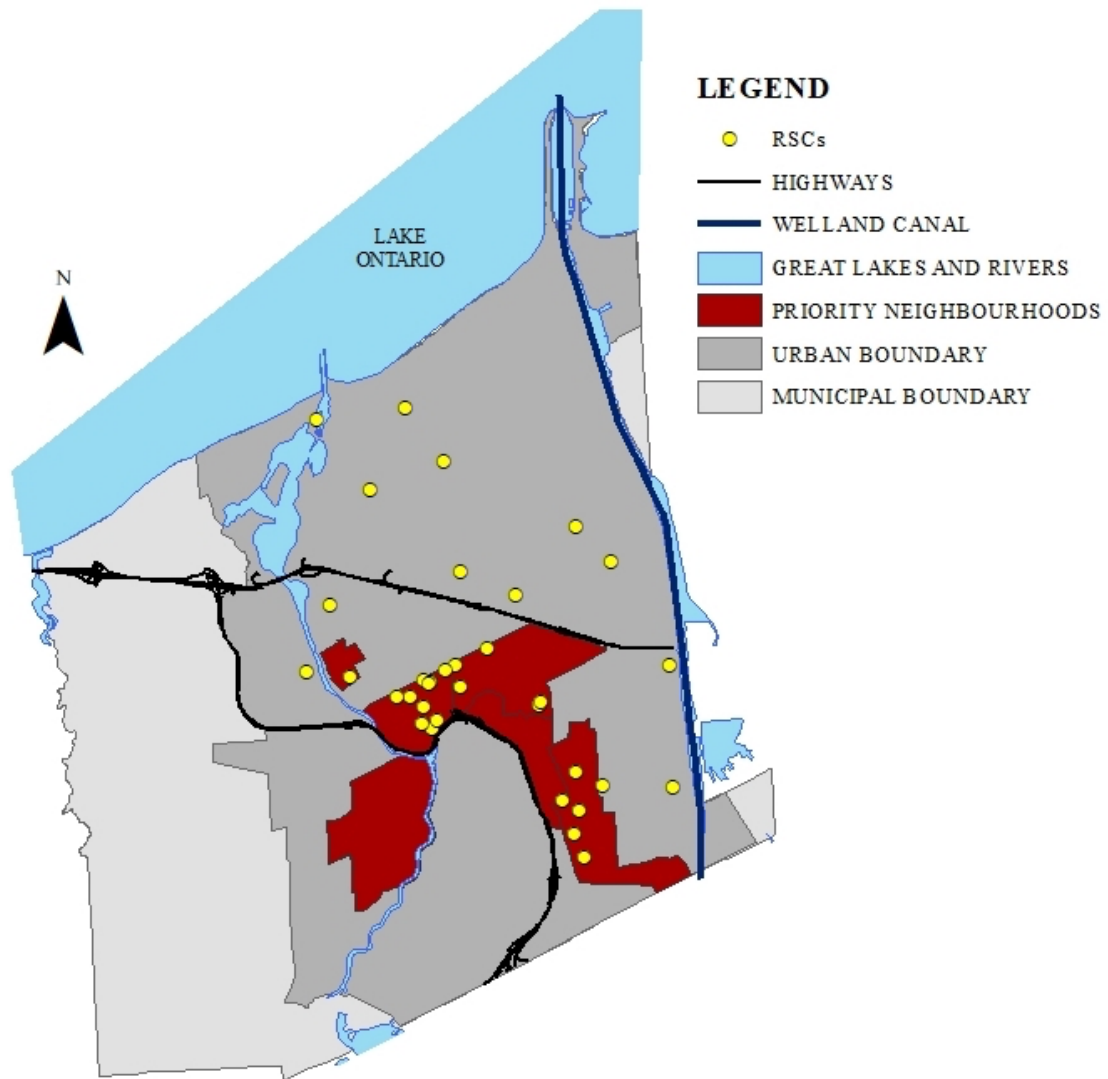 LEGEND
RSCs
HIGHWAYS
WELLAND CANAL
GREAT LAKES AND RIVERS
PRIORITY NEIGHBOURHOODS
URBAN BOUNDARY
MUNICIPAL BOUNDARY
LAKE
ONTARIO
N